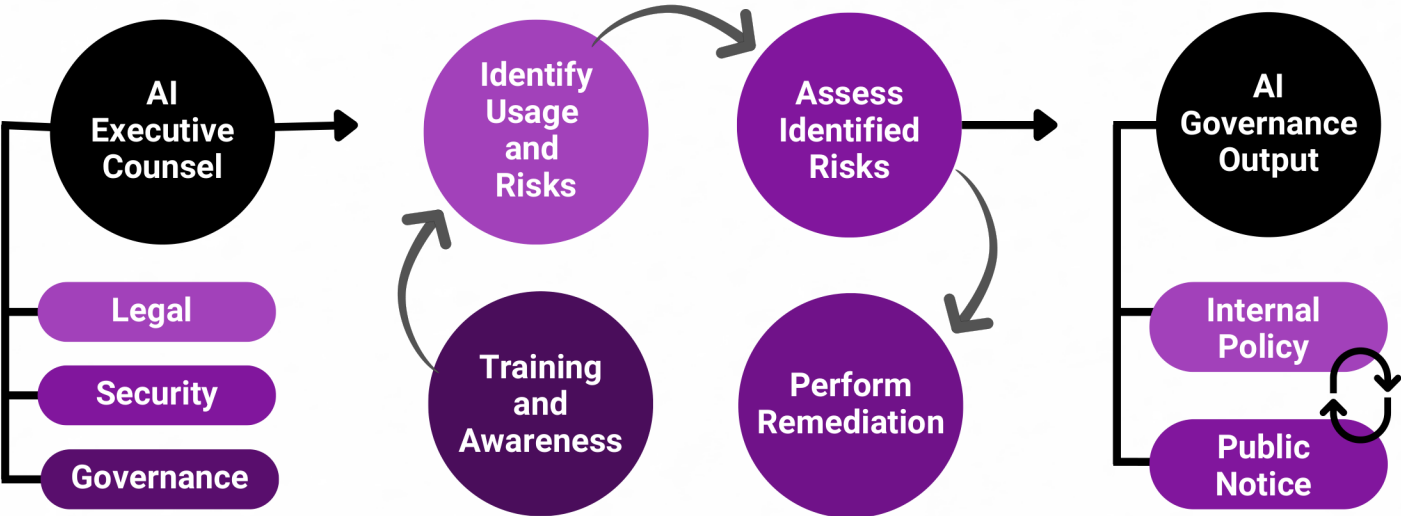 AI
Executive
Counsel
Legal
Security
Governance
Identify
Usage
and
Risks
Assess
Identified
Risks
Training
and
Awareness
Perform
Remediation
AI
Governance
Output
Internal
Policy
Public
Notice